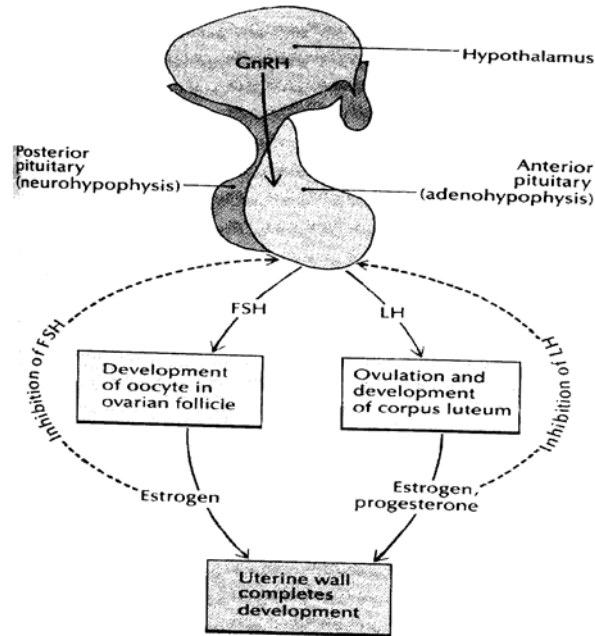 Hypothalamus
GnRH
Posterior
pituitary
(neurohypophysis)
Anterior
pituitary
(adenohypophysis)
FSH
LH
Inhibition of FSH
Inhibition of LH
Development
of oocyte in
ovarian follicle
Ovulation and
development
of corpus luteum
Estrogen
Estrogen,
progesterone
Uterine wall
completes
development